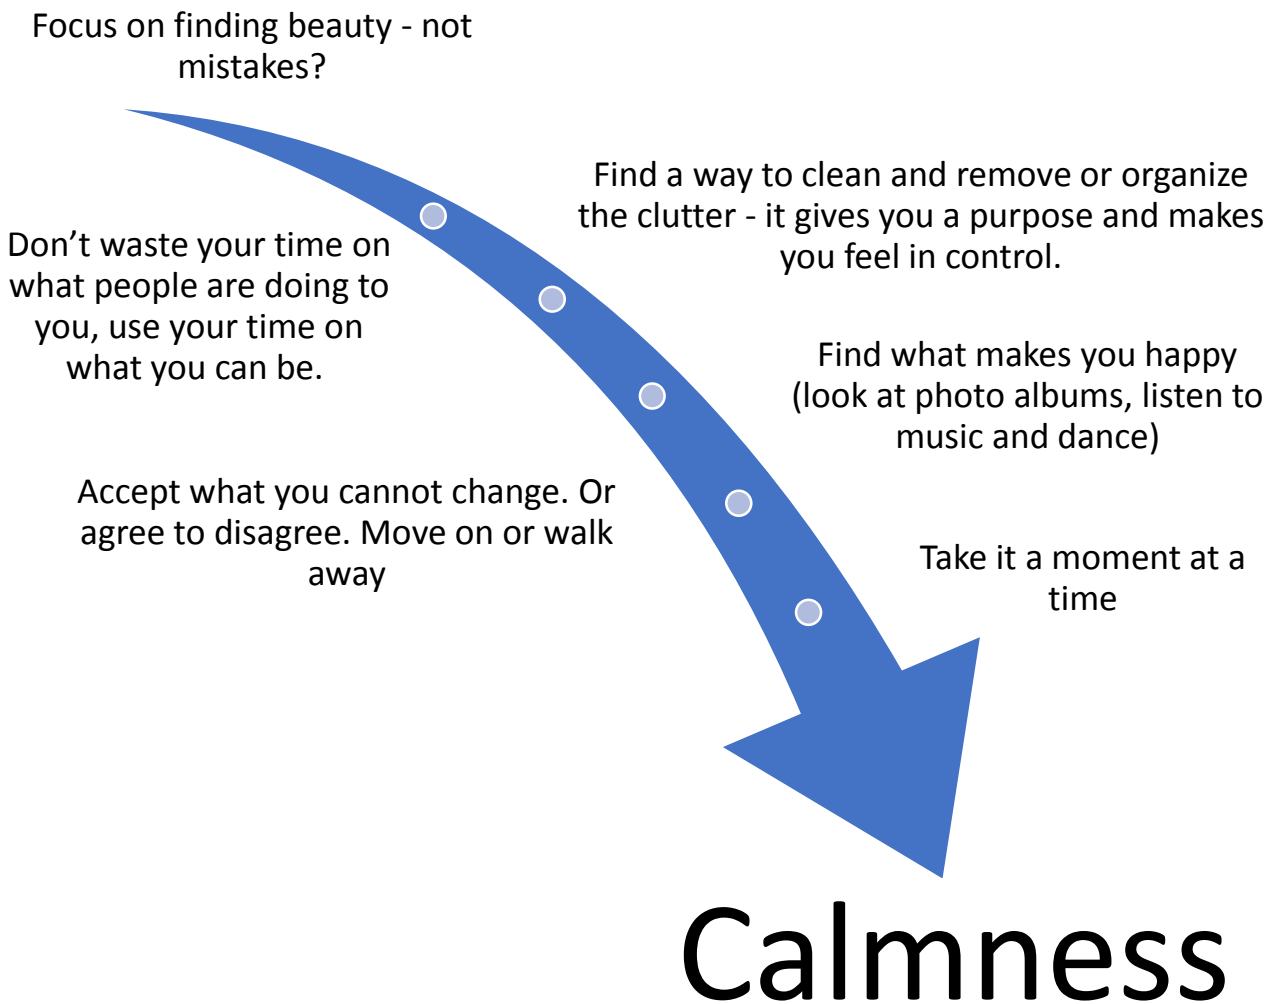 Focus on finding beauty - not
mistakes?
Find a way to clean and remove or organize
the clutter - it gives you a purpose and makes
you feel in control.
Don’t waste your time on
what people are doing to
you, use your time on
what you can be.
Find what makes you happy
(look at photo albums, listen to
music and dance)
Accept what you cannot change. Or
agree to disagree. Move on or walk
away
Take it a moment at a
time
Calmness